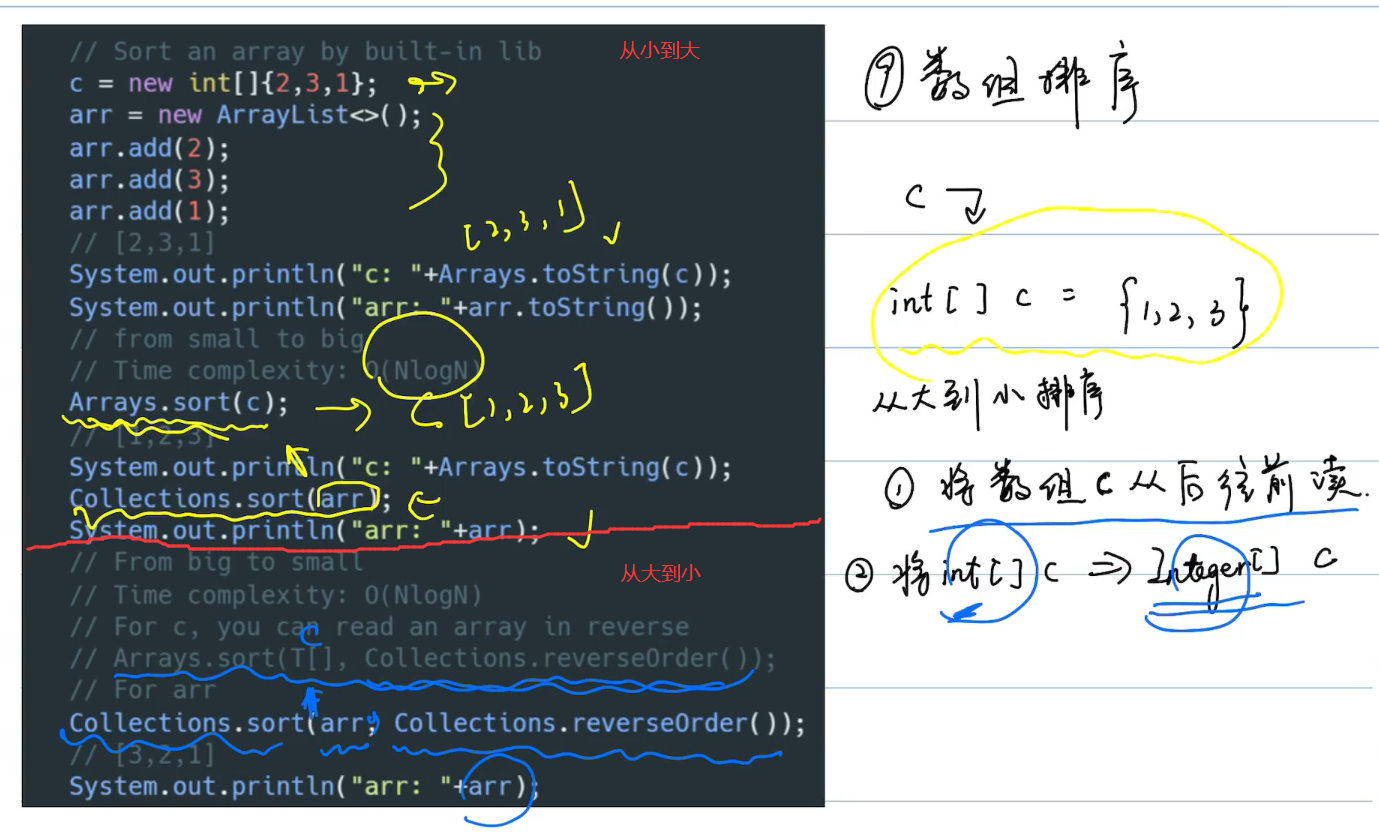 // Sort an array by built-in lib
从小到大
c = new int[]{2,3,1};
arr = new ArrayList<>();
arr.add(2);
arr.add(3);
arr.add(1);
// [2,3,1]
[2,3,1]
System.out.println("c: "+Arrays.toString(c));
System.out.println("arr: "+arr.toString());
// from small to big
// Time complexity: O(NlogN)
Arrays.sort(c);
c [1,2,3]
// [1,2,3]
System.out.println("c: "+Arrays.toString(c));
Collections.sort(arr);
System.out.println("arr: "+arr);
// From big to small
从大到小
// Time complexity: O(NlogN)
// For c, you can read an array in reverse
c
// Arrays.sort(T[], Collections.reverseOrder());
// For arr
Collections.sort(arr, Collections.reverseOrder());
// [3,2,1]
System.out.println("arr: "+arr);
⑨ 数组排序
c
int[] c = {1,2,3}
从大到小排序
① 将数组c从后往前读.
② 将int[] c => Integer[] c